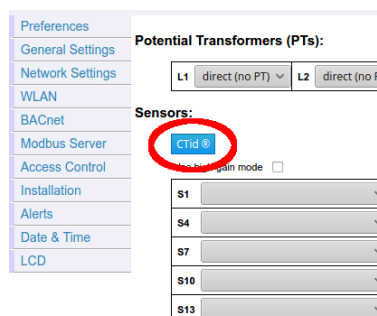 Preferences
General Settings
Network Settings
WLAN
BACnet
Modbus Server
Access Control
Installation
Alerts
Date & Time
LCD
Potential Transformers (PTs):
L1 direct (no PT) L2 direct (no
Sensors:
CTid ®
gain mode
S1
S4
S7
S10
S13